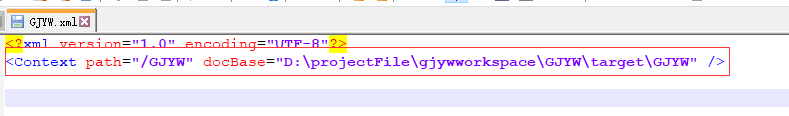 GJYW.xml
<?xml version="1.0" encoding="UTF-8"?>
<Context path="/GJYW" docBase="D:\projectFile\gjywworkspace\GJYW\target\GJYW" />